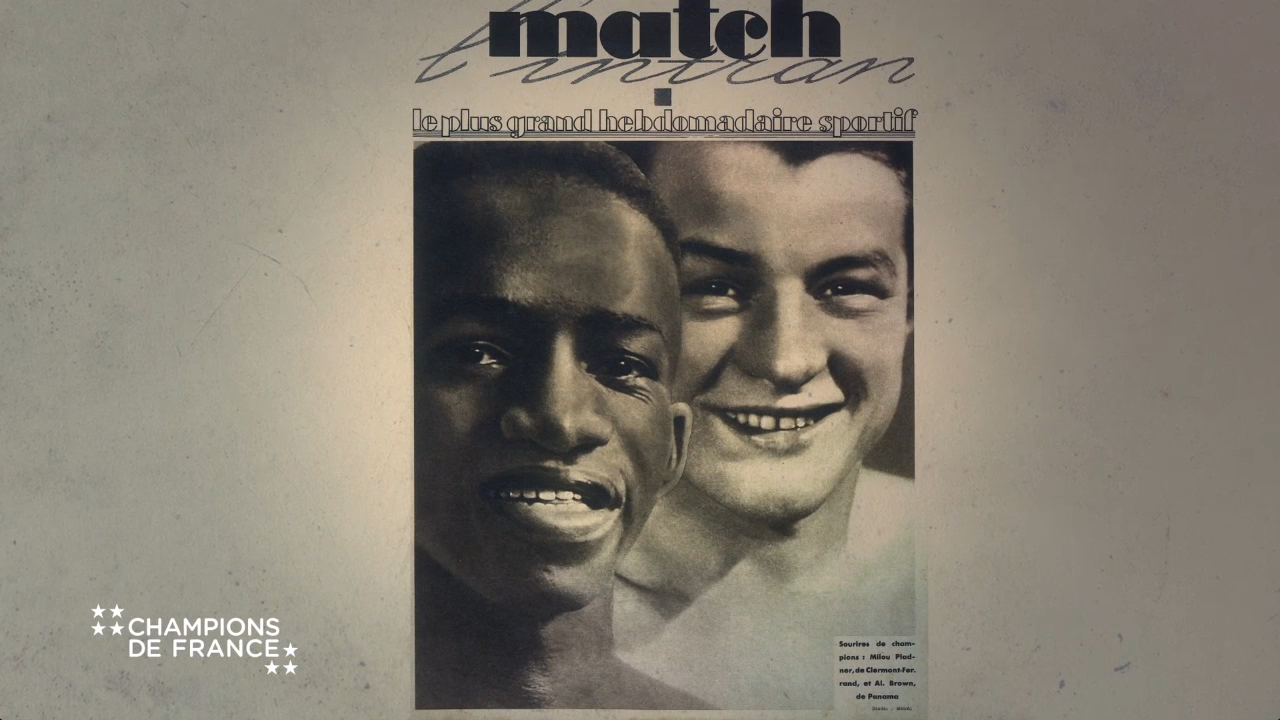 match
l'intran
le plus grand hebdomadaire sportif
Sourires de cham-
pions : Milou Plad-
ner, de Clermont-Fer-
rand, et Al. Brown,
de Panama
CHAMPIONS
DE FRANCE